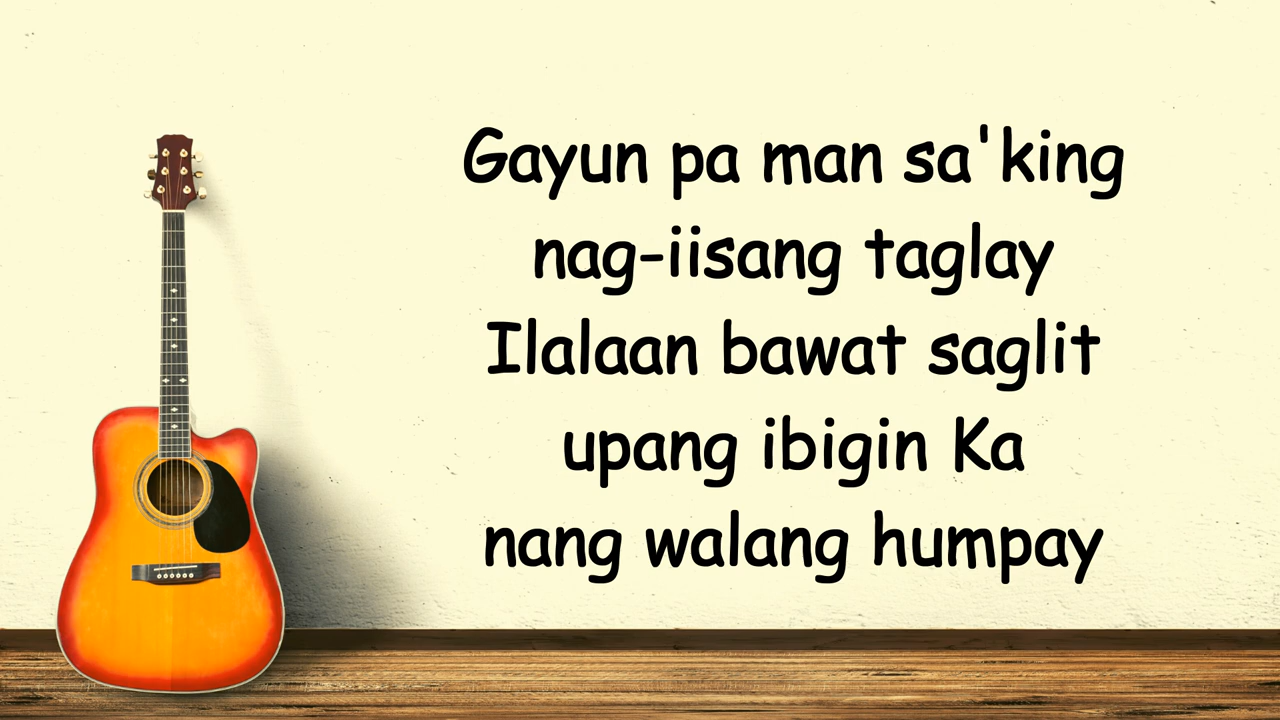 Gayun pa man sa'king
nag-iisang taglay
Ilalaan bawat saglit
upang ibigin Ka
nang walang humpay